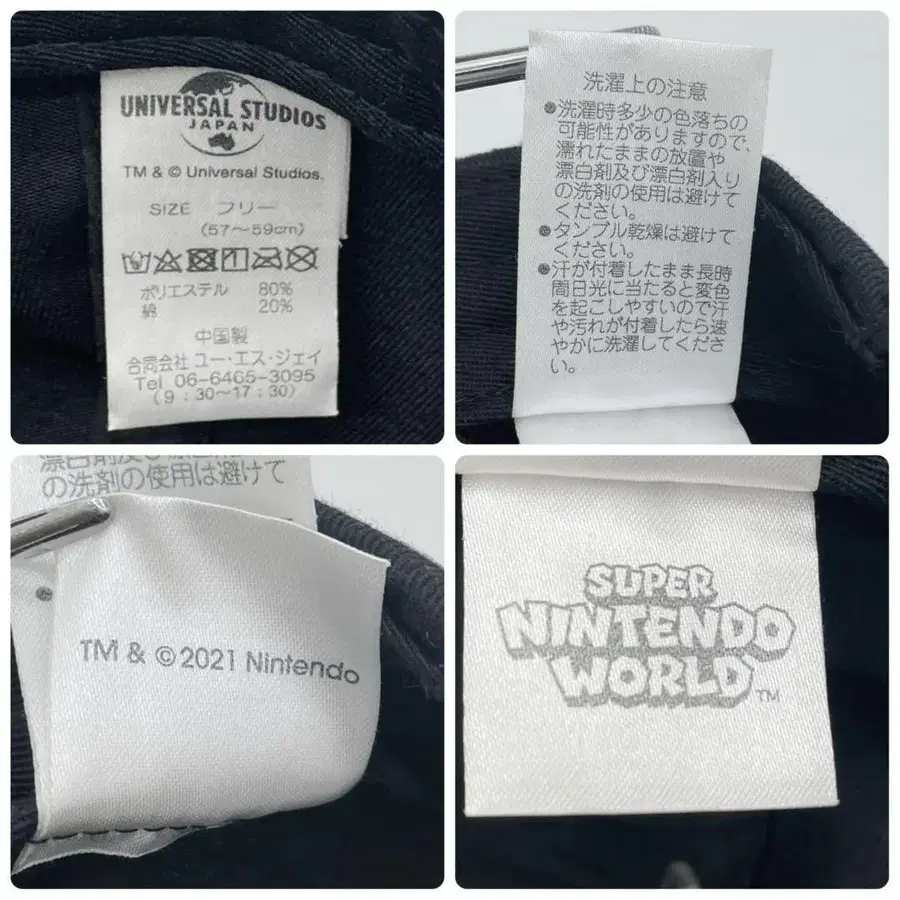 UNIVERSAL STUDIOS
JAPAN
TM & © Universal Studios.
SIZE フリー
(57〜59cm)
ポリエステル 80%
綿 20%
中国製
合同会社 ユー・エス・ジェイ
Tel 06-6465-3095
(9:30〜17:30)
洗濯上の注意
●洗濯時多少の色落ちの
可能性がありますので、
濡れたままの放置や
漂白剤及び漂白剤入り
の洗剤の使用は避けて
ください。
●タンブル乾燥は避けて
ください。
●汗が付着したまま長時
間日光に当たると変色
を起こしやすいので汗
や汚れが付着したら速
やかに洗濯してくださ
い。
漂白剤及び
の洗剤の使用は避けて
TM & ©2021 Nintendo
SUPER
NINTENDO
WORLD™